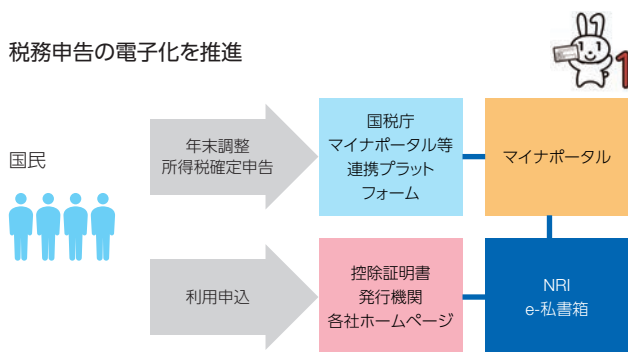 税務申告の電子化を推進
1
国民
年末調整
所得税確定申告
国税庁
マイナポータル等
連携プラット
フォーム
マイナポータル
利用申込
控除証明書
発行機関
各社ホームページ
NRI
e-私書箱